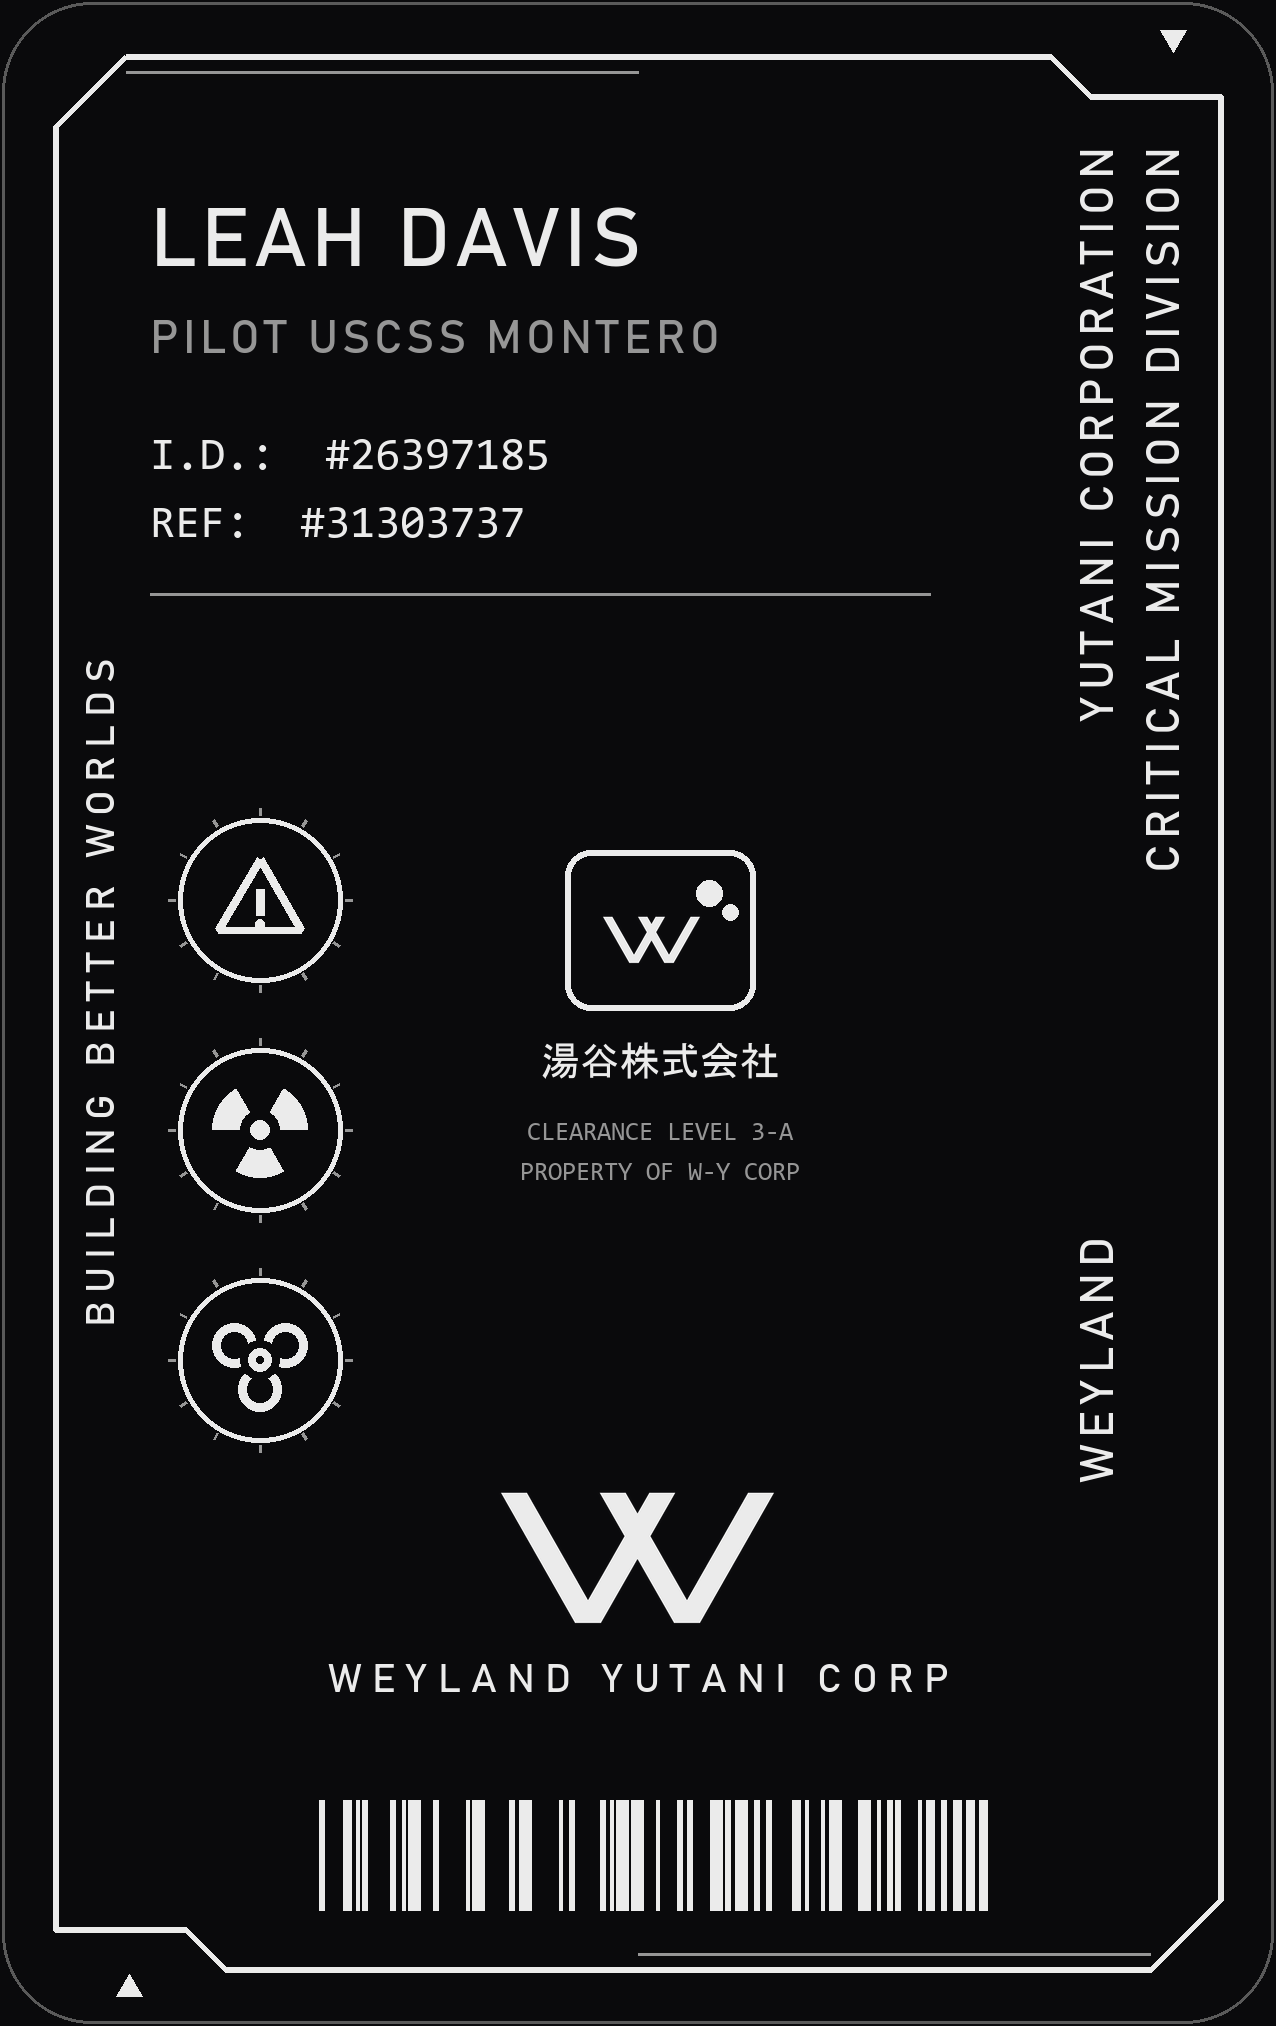 LEAH DAVIS
PILOT USCSS MONTERO
I.D.: #26397185
REF: #31303737
YUTANI CORPORATION
CRITICAL MISSION DIVISION
BUILDING BETTER WORLDS
W
湯谷株式会社
CLEARANCE LEVEL 3-A
PROPERTY OF W-Y CORP
WEYLAND
W
WEYLAND YUTANI CORP